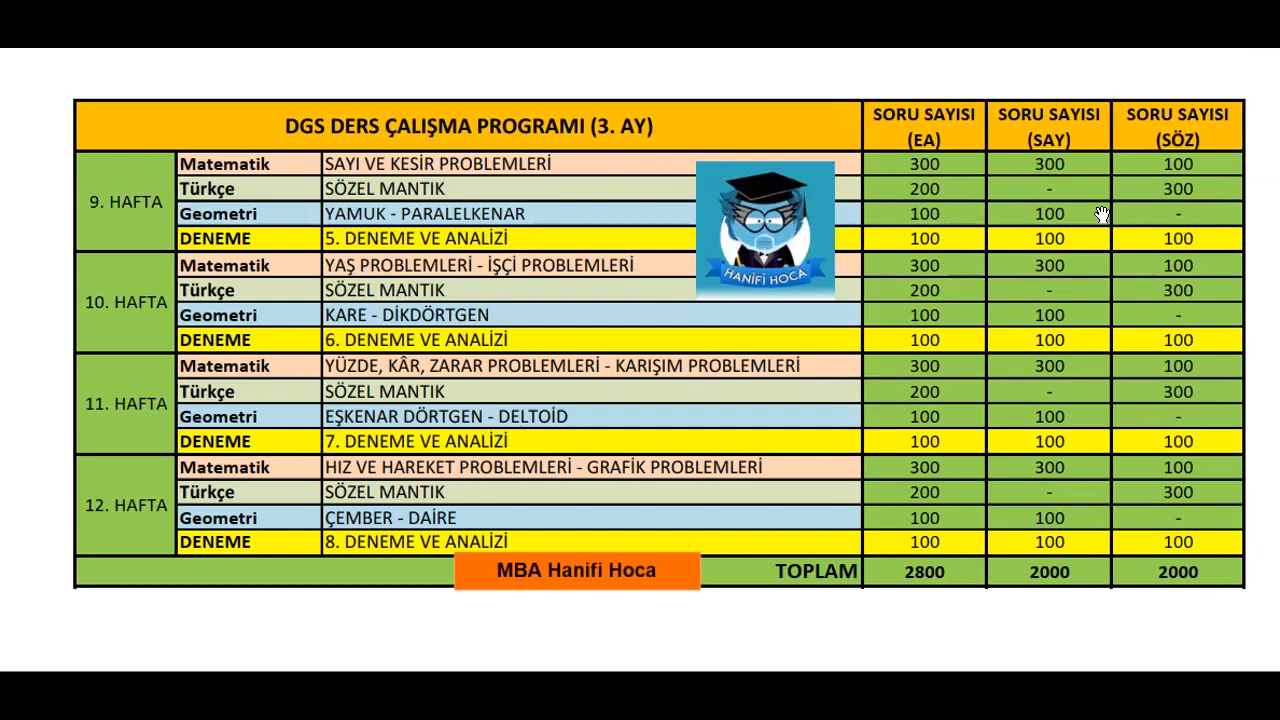 DGS DERS ÇALIŞMA PROGRAMI (3. AY) SORU SAYISI (EA) SORU SAYISI (SAY) SORU SAYISI (SÖZ)
9. HAFTA
Matematik SAYI VE KESİR PROBLEMLERİ 300 300 100
Türkçe SÖZEL MANTIK 200 - 300
Geometri YAMUK - PARALELKENAR 100 100 -
DENEME 5. DENEME VE ANALİZİ 100 100 100
HANİFİ HOCA
10. HAFTA
Matematik YAŞ PROBLEMLERİ - İŞÇİ PROBLEMLERİ 300 300 100
Türkçe SÖZEL MANTIK 200 - 300
Geometri KARE - DİKDÖRTGEN 100 100 -
DENEME 6. DENEME VE ANALİZİ 100 100 100
11. HAFTA
Matematik YÜZDE, KÂR, ZARAR PROBLEMLERİ - KARIŞIM PROBLEMLERİ 300 300 100
Türkçe SÖZEL MANTIK 200 - 300
Geometri EŞKENAR DÖRTGEN - DELTOİD 100 100 -
DENEME 7. DENEME VE ANALİZİ 100 100 100
12. HAFTA
Matematik HIZ VE HAREKET PROBLEMLERİ - GRAFİK PROBLEMLERİ 300 300 100
Türkçe SÖZEL MANTIK 200 - 300
Geometri ÇEMBER - DAİRE 100 100 -
DENEME 8. DENEME VE ANALİZİ 100 100 100
MBA Hanifi Hoca
TOPLAM 2800 2000 2000